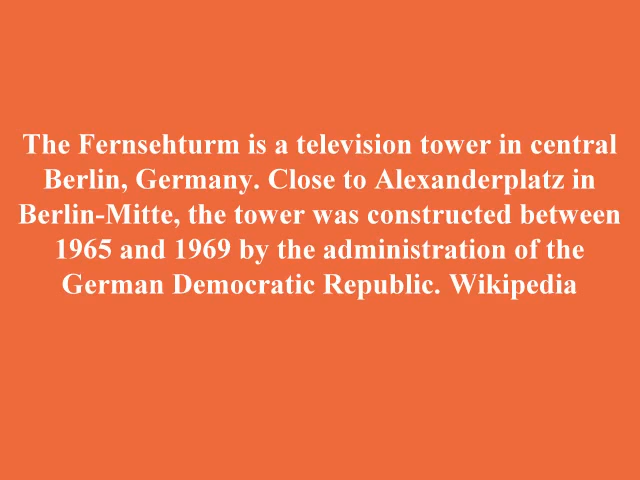 The Fernsehturm is a television tower in central
Berlin, Germany. Close to Alexanderplatz in
Berlin-Mitte, the tower was constructed between
1965 and 1969 by the administration of the
German Democratic Republic. Wikipedia